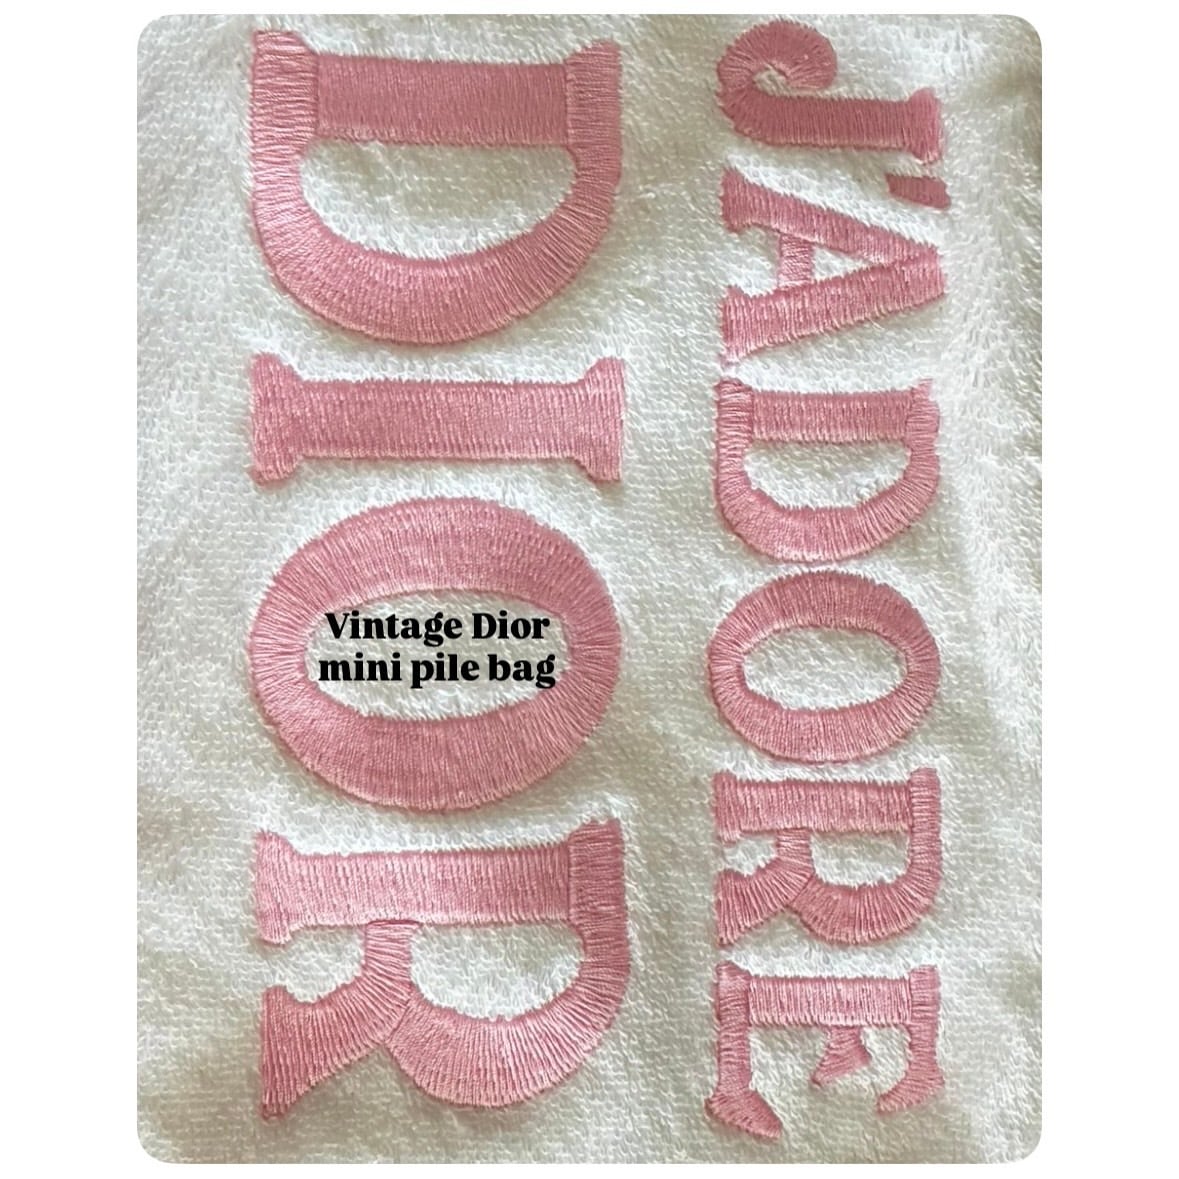 J'ADORE
DIOR
Vintage Dior
mini pile bag